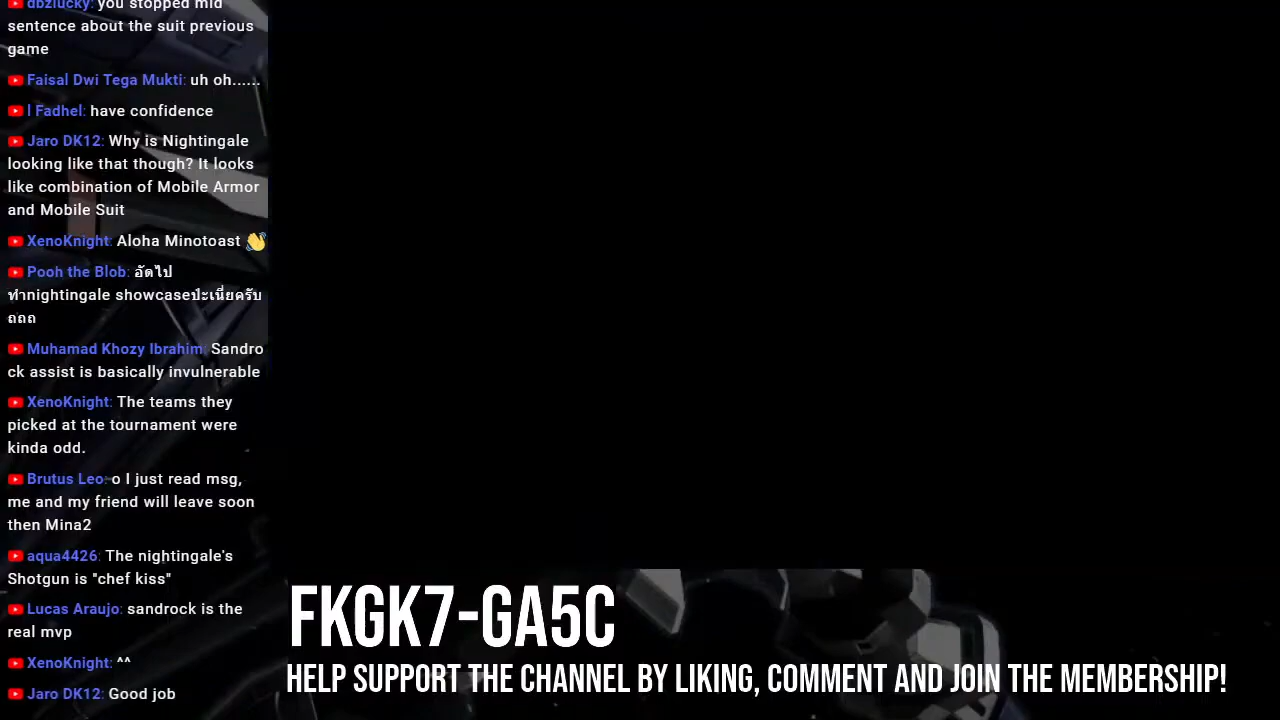 dbzlucky: you stopped mid
sentence about the suit previous
game
Faisal Dwi Tega Mukti: uh oh......
l Fadhel: have confidence
Jaro DK12: Why is Nightingale
looking like that though? It looks
like combination of Mobile Armor
and Mobile Suit
XenoKnight: Aloha Minotoast 👋
Pooh the Blob: อัดไป
ทำnightingale showcaseป่ะเนี่ยครับ
ถถถ
Muhamad Khozy Ibrahim: Sandro
ck assist is basically invulnerable
XenoKnight: The teams they
picked at the tournament were
kinda odd.
Brutus Leo: o I just read msg,
me and my friend will leave soon
then Mina2
aqua4426: The nightingale's
Shotgun is "chef kiss"
Lucas Araujo: sandrock is the
real mvp
XenoKnight: ^^
Jaro DK12: Good job
FKGK7-GA5C
HELP SUPPORT THE CHANNEL BY LIKING, COMMENT AND JOIN THE MEMBERSHIP!